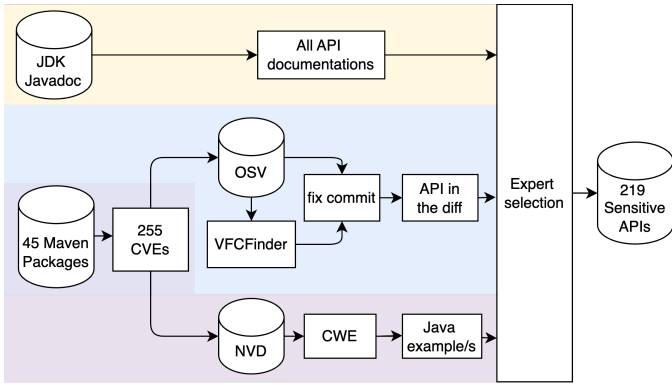 JDK
Javadoc
All API
documentations
OSV
fix commit
API in
the diff
VFCFinder
45 Maven
Packages
255
CVEs
NVD
CWE
Java
example/s
Expert
selection
219
Sensitive
APIs